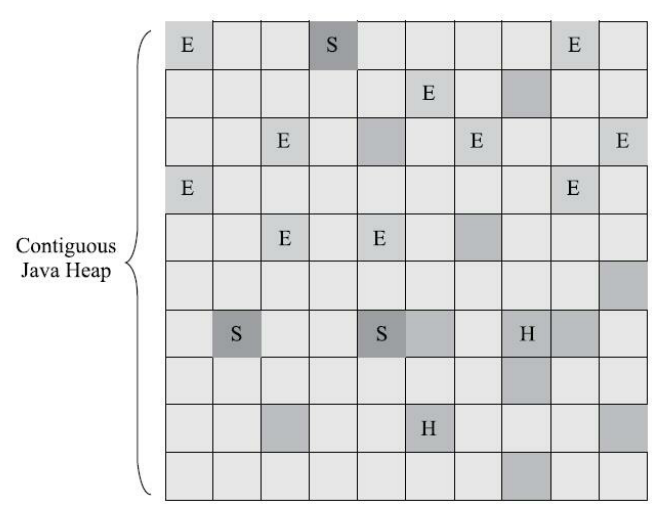 E S E
E
E E E
E E
Contiguous
Java Heap
E E
S S H
H